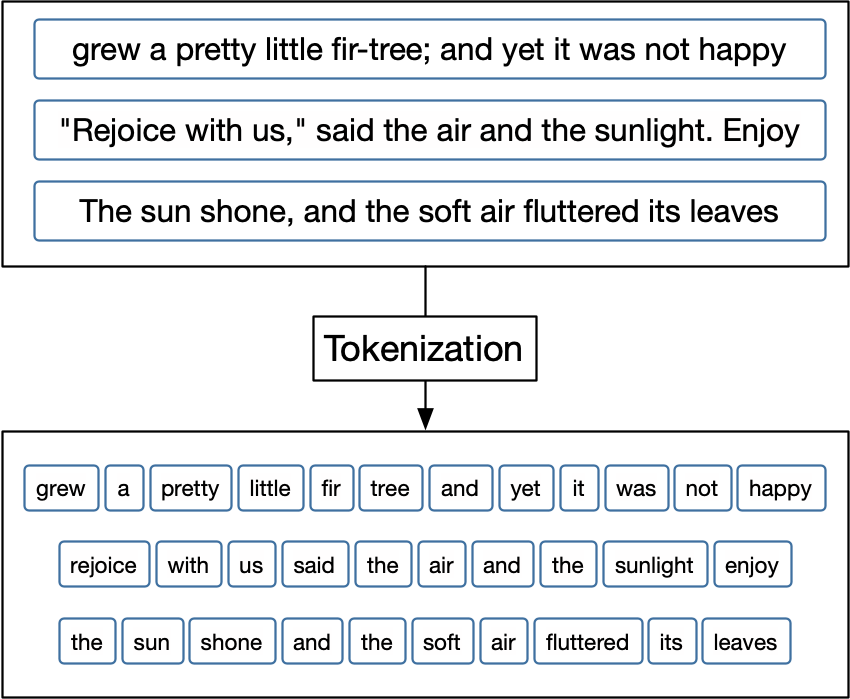 grew a pretty little fir-tree; and yet it was not happy
"Rejoice with us," said the air and the sunlight. Enjoy
The sun shone, and the soft air fluttered its leaves
Tokenization
grew a pretty little fir tree and yet it was not happy
rejoice with us said the air and the sunlight enjoy
the sun shone and the soft air fluttered its leaves